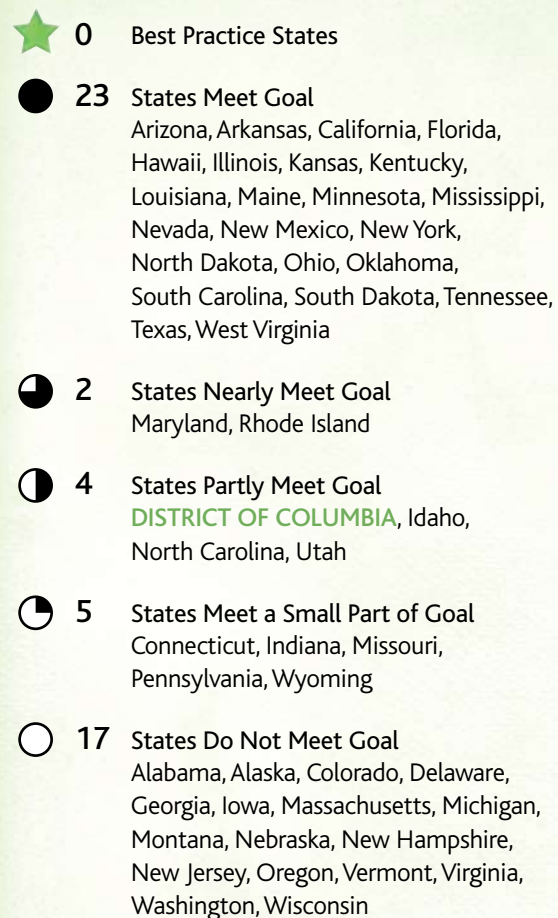 0 Best Practice States
23 States Meet Goal
Arizona, Arkansas, California, Florida,
Hawaii, Illinois, Kansas, Kentucky,
Louisiana, Maine, Minnesota, Mississippi,
Nevada, New Mexico, New York,
North Dakota, Ohio, Oklahoma,
South Carolina, South Dakota, Tennessee,
Texas, West Virginia
2 States Nearly Meet Goal
Maryland, Rhode Island
4 States Partly Meet Goal
DISTRICT OF COLUMBIA, Idaho,
North Carolina, Utah
5 States Meet a Small Part of Goal
Connecticut, Indiana, Missouri,
Pennsylvania, Wyoming
17 States Do Not Meet Goal
Alabama, Alaska, Colorado, Delaware,
Georgia, Iowa, Massachusetts, Michigan,
Montana, Nebraska, New Hampshire,
New Jersey, Oregon, Vermont, Virginia,
Washington, Wisconsin